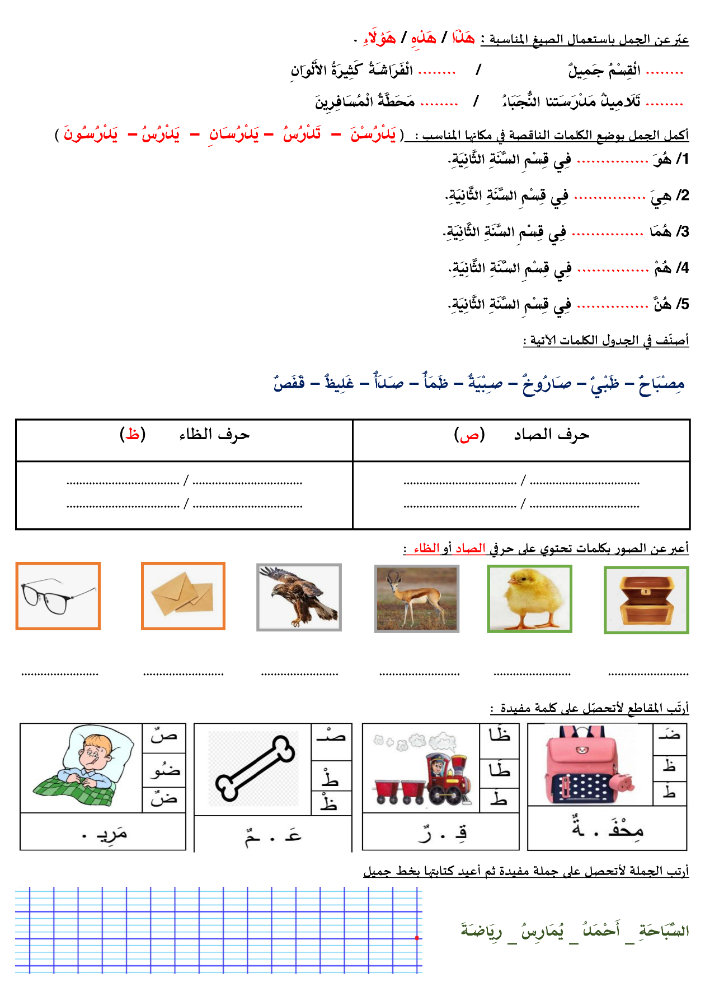 عبّر عن الجمل باستعمال الصيغ المناسبة : هَذَا / هَذِهِ / هَؤُلَاءِ .
........ الْقِسْمُ جَمِيلٌ / ........ الْفَرَاشَةُ كَثِيرَةُ الأَلْوَانِ
........ تَلَامِيذُ مَدْرَسَتنا النُّجَبَاءُ / ........ مَحَطَّةُ الْمُسَافِرِينَ
أكمل الجمل بوضع الكلمات الناقصة في مكانها المناسب : ( يَدْرُسْنَ – تَدْرُسُ – يَدْرُسَانِ – يَدْرُسُ – يَدْرُسُونَ )
1/ هُوَ ............... فِي قِسْمِ السَّنَةِ الثَّانِيَةِ.
2/ هِيَ ............... فِي قِسْمِ السَّنَةِ الثَّانِيَةِ.
3/ هُمَا ............... فِي قِسْمِ السَّنَةِ الثَّانِيَةِ.
4/ هُمْ ............... فِي قِسْمِ السَّنَةِ الثَّانِيَةِ.
5/ هُنَّ ............... فِي قِسْمِ السَّنَةِ الثَّانِيَةِ.
أصنّف في الجدول الكلمات الآتية :
مِصْبَاحٌ – ظَبْيٌ – صَارُوخٌ – صِبْيَةٌ – ظَمَأٌ – صَدَأٌ – غَلِيظٌ – قَفَصٌ
حرف الصاد (ص) حرف الظاء (ظ)
.................................. / .................................. .................................. / ..................................
.................................. / .................................. .................................. / ..................................
أعبر عن الصور بكلمات تحتوي على حرفي الصاد أو الظاء :
........................ ........................ ........................ ........................ ........................ ........................
أرتّب المقاطع لأتحصّل على كلمة مفيدة :
ضَـ ظَا صْـ صٌ
ظ طَا طْ ضُو
طَ طَ ظْ ضٌ
مِحْفَـ . ـةٌ قِـ . رٌ عَـ . ـمٌ مَرِيـ .
أرتب الجملة لأتحصل على جملة مفيدة ثم أعيد كتابتها بخط جميل
السِّبَاحَةِ _ أَحْمَدُ _ يُمَارِسُ _ رِيَاضَةَ